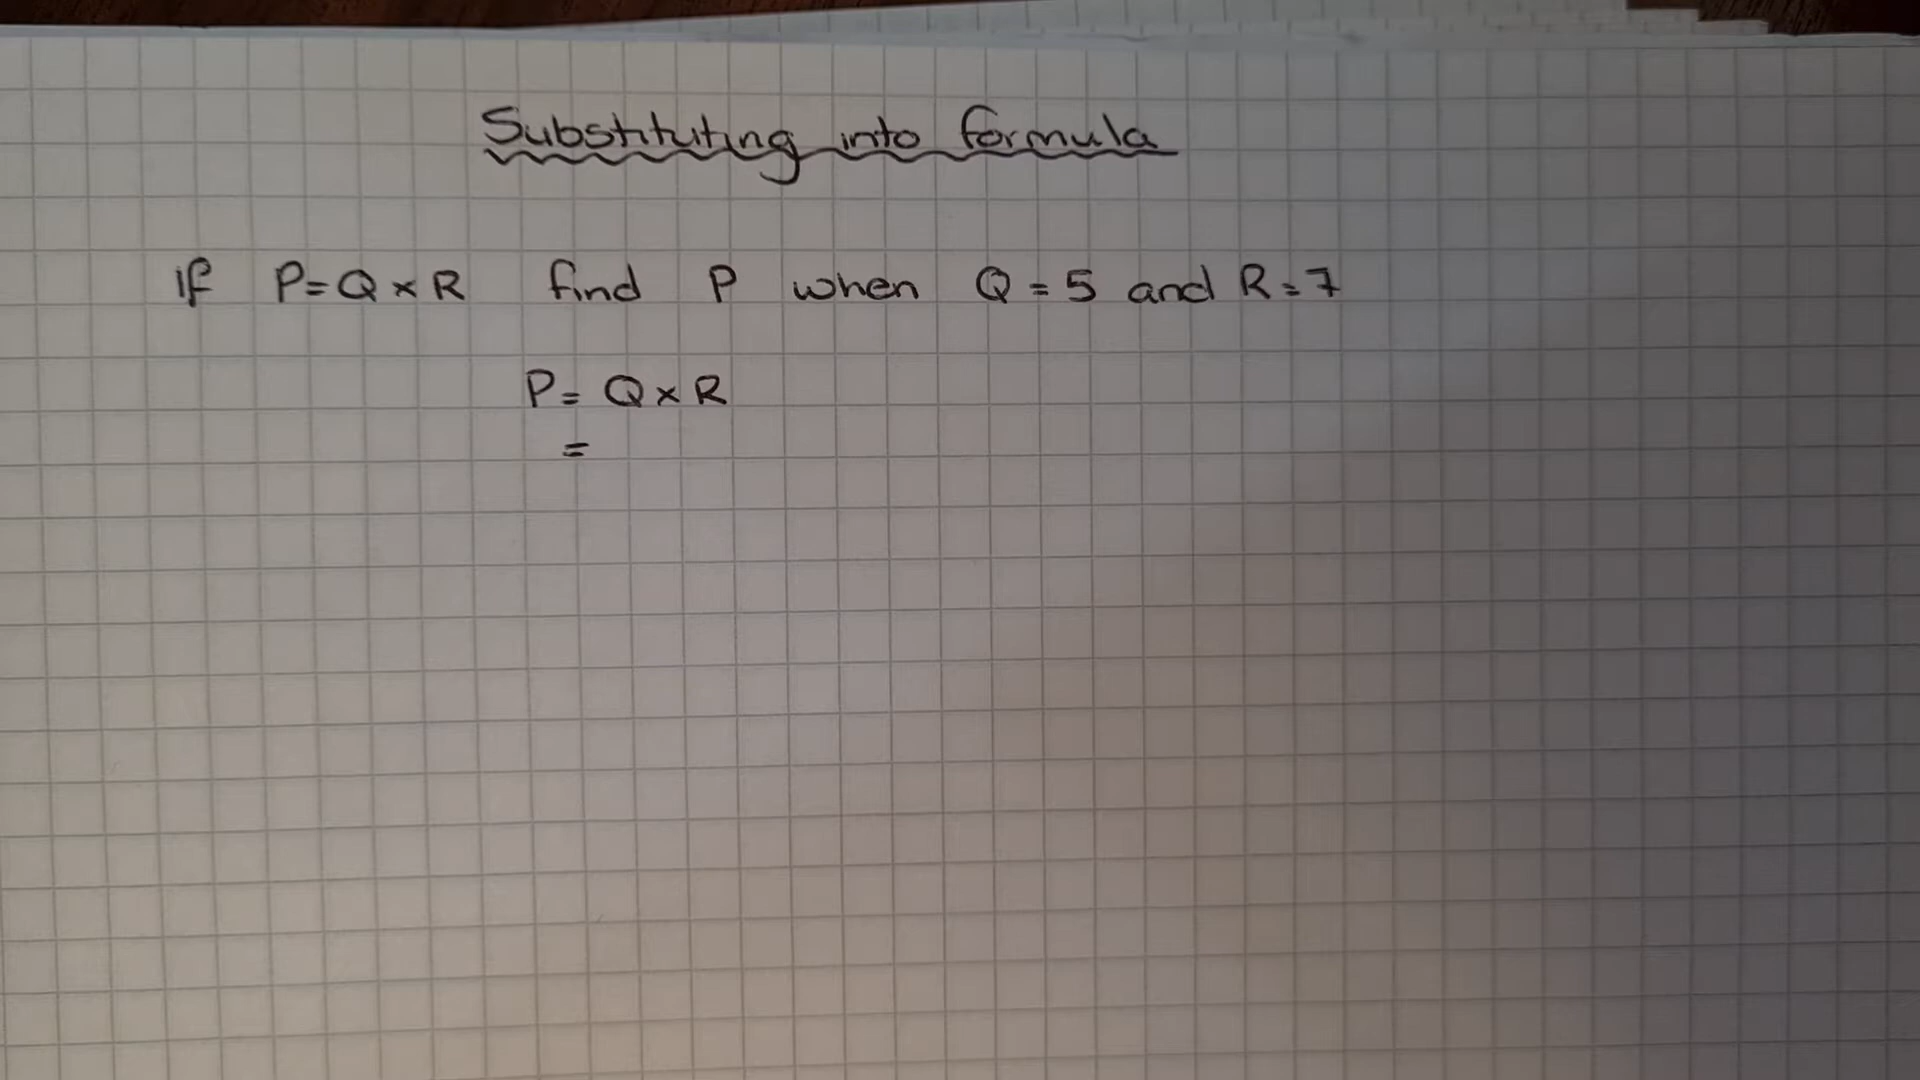 Substituting into formula
If P=Q×R find P when Q=5 and R=7
P= Q×R
=